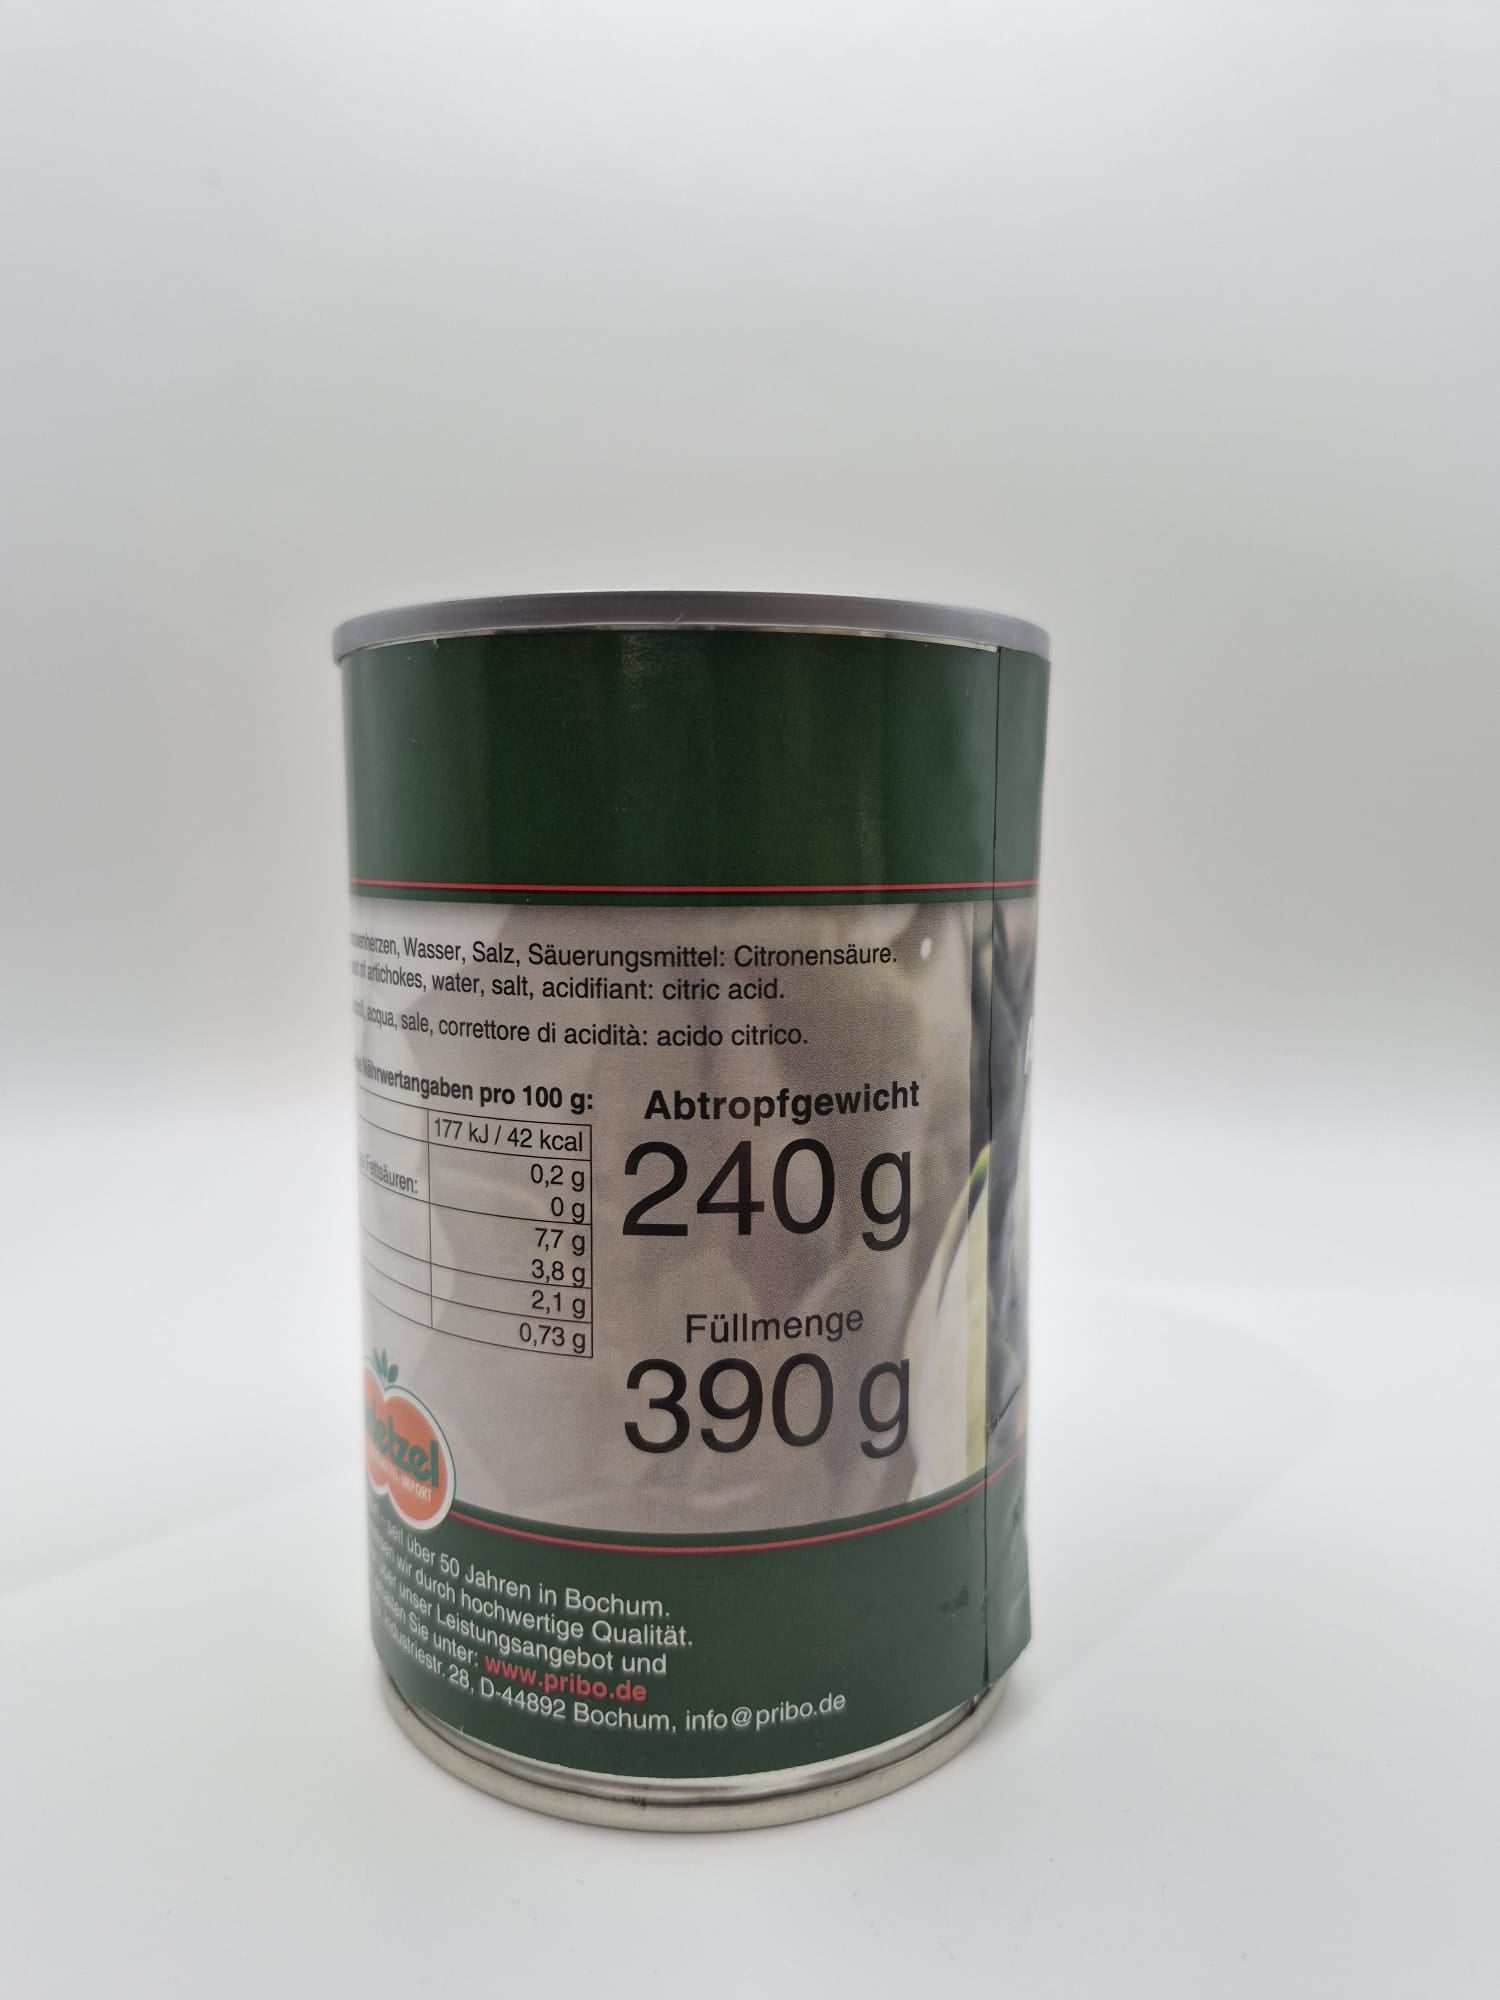 Wasser, Salz, Säuerungsmittel: Citronensäure.
of artichokes, water, salt, acidifiant: citric acid.
acqua, sale, correttore di acidità: acido citrico.
Nährwertangaben pro 100 g:
177 kJ / 42 kcal
0,2 g
Fettsäuren:
0 g
7,7 g
3,8 g
2,1 g
0,73 g
Abtropfgewicht
240 g
Füllmenge
390 g
seit über 50 Jahren in Bochum.
wir durch hochwertige Qualität.
über unser Leistungsangebot und
Sie unter: www.pribo.de
Industriestr. 28, D-44892 Bochum, info@pribo.de